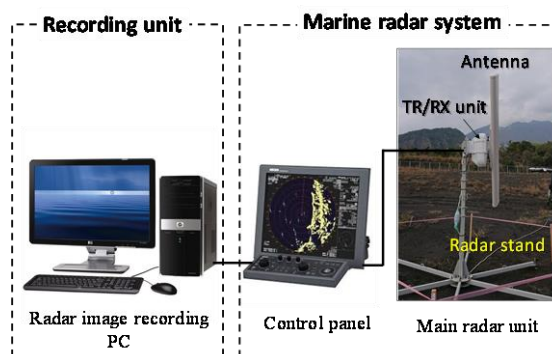 Recording unit
Marine radar system
Antenna
TR/RX unit
Radar stand
Radar image recording
PC
Control panel
Main radar unit